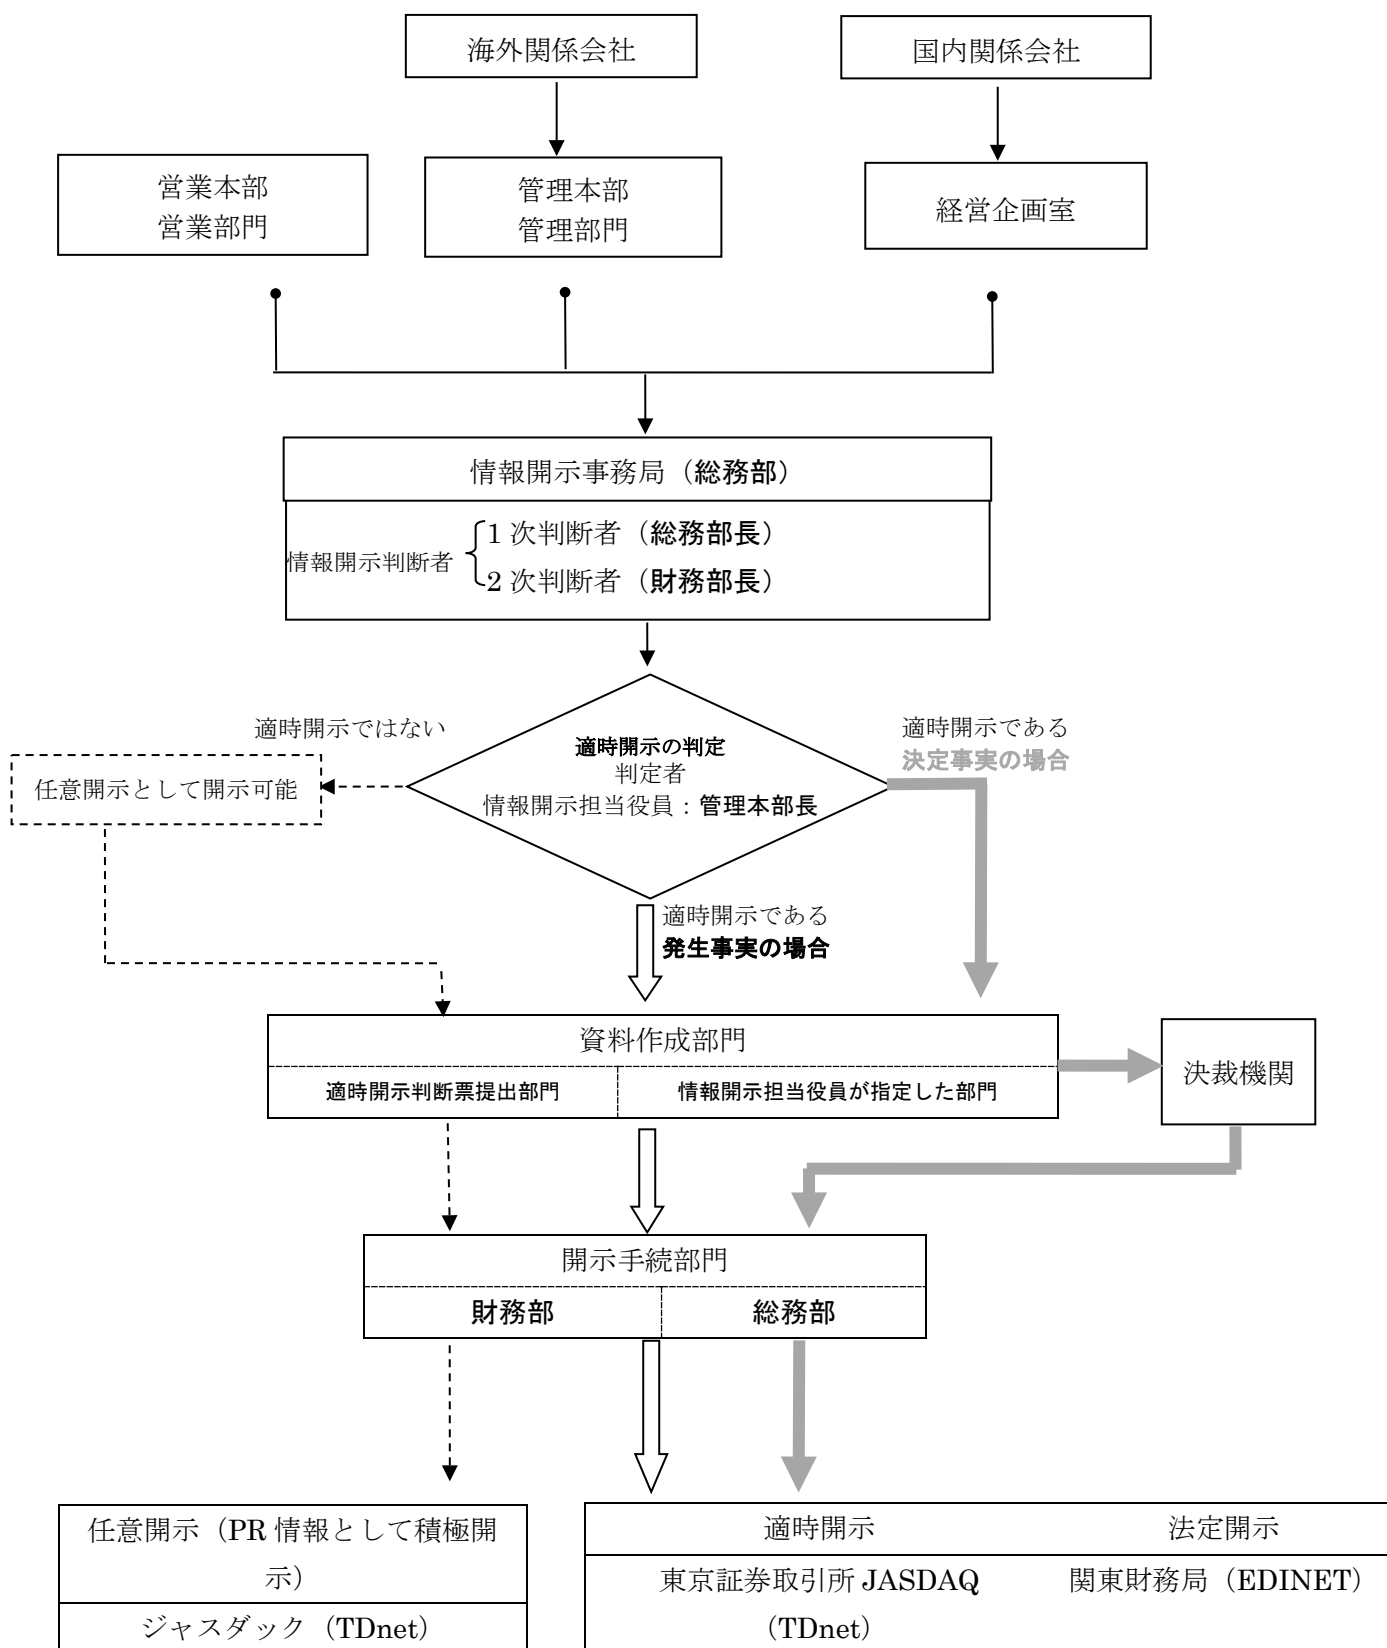 海外関係会社
国内関係会社
営業本部
営業部門
管理本部
管理部門
経営企画室
情報開示事務局（総務部）
情報開示判断者
1 次判断者（総務部長）
2 次判断者（財務部長）
適時開示ではない
任意開示として開示可能
適時開示の判定
判定者
情報開示担当役員：管理本部長
適時開示である
決定事実の場合
適時開示である
発生事実の場合
資料作成部門
適時開示判断票提出部門
情報開示担当役員が指定した部門
決裁機関
開示手続部門
財務部
総務部
任意開示（PR 情報として積極開
示）
ジャスダック（TDnet）
適時開示
法定開示
東京証券取引所 JASDAQ
（TDnet）
関東財務局（EDINET）